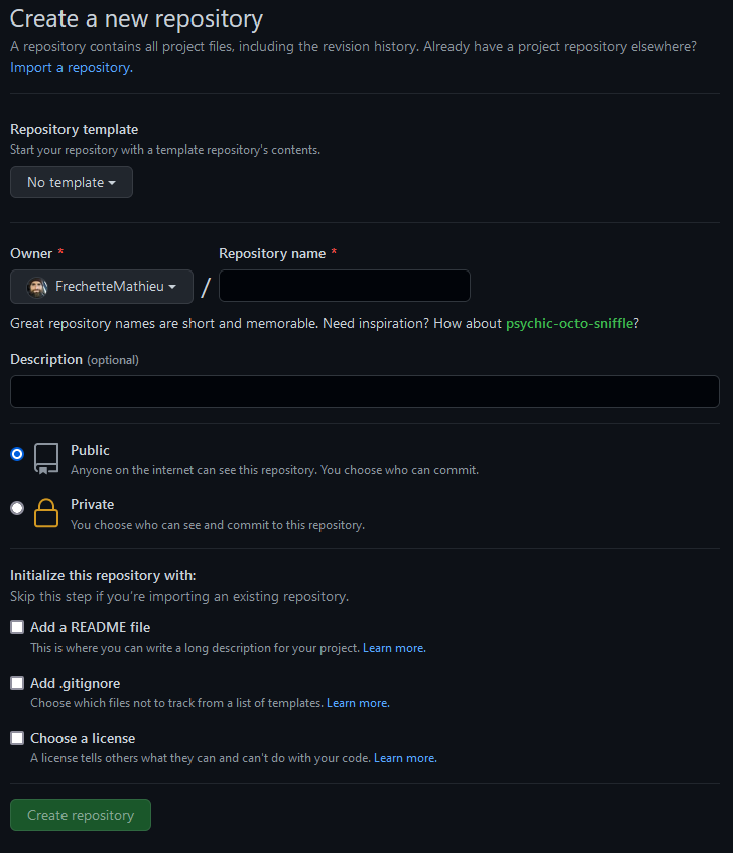 Create a new repository
A repository contains all project files, including the revision history. Already have a project repository elsewhere?
Import a repository.
Repository template
Start your repository with a template repository's contents.
No template
Owner * Repository name *
FrechetteMathieu /
Great repository names are short and memorable. Need inspiration? How about psychic-octo-sniffle?
Description (optional)
Public
Anyone on the internet can see this repository. You choose who can commit.
Private
You choose who can see and commit to this repository.
Initialize this repository with:
Skip this step if you're importing an existing repository.
Add a README file
This is where you can write a long description for your project. Learn more.
Add .gitignore
Choose which files not to track from a list of templates. Learn more.
Choose a license
A license tells others what they can and can't do with your code. Learn more.
Create repository